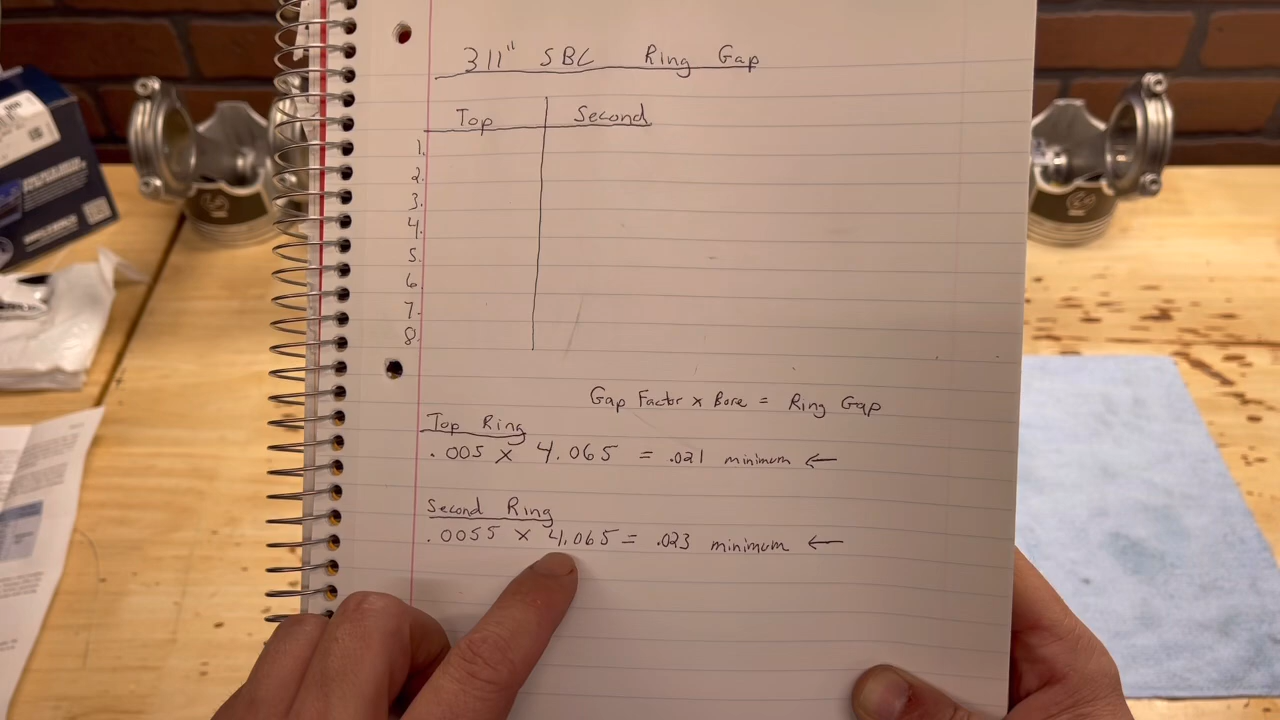 311" SBC Ring Gap
Top Second
1.
2.
3.
4.
5.
6.
7.
8.
Gap Factor x Bore = Ring Gap
Top Ring
.005 x 4.065 = .021 minimum ←
Second Ring
.0055 x 4.065 = .023 minimum ←